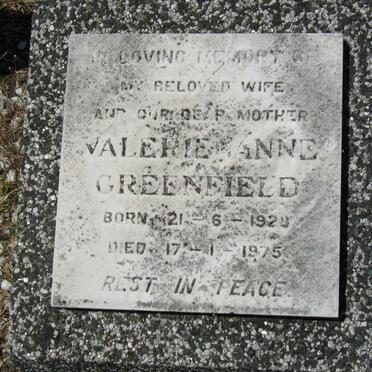 IN LOVING MEMORY OF
MY BELOVED WIFE
AND OUR DEAR MOTHER
VALERIE ANNE
GREENFIELD
BORN 21-6-1928
DIED 17-1-1975
REST IN PEACE